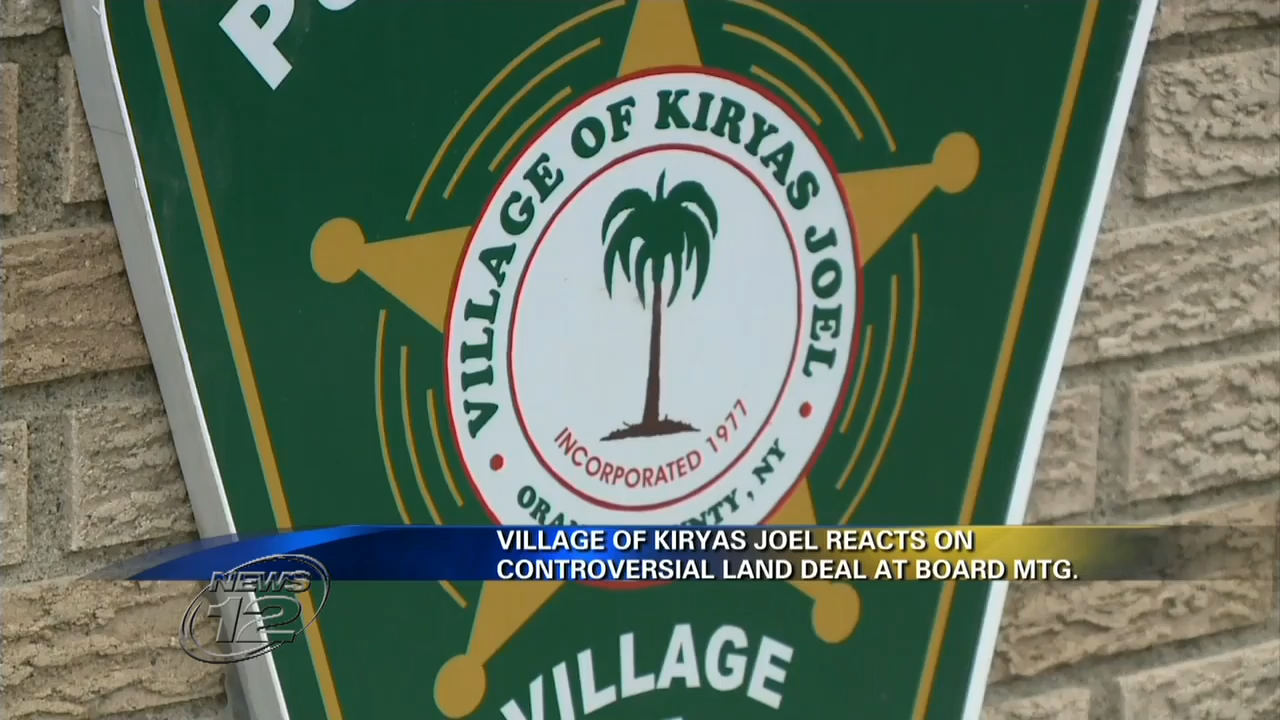 VILLAGE OF KIRYAS JOEL
INCORPORATED 1977
, NY
VILLAGE OF KIRYAS JOEL REACTS ON
CONTROVERSIAL LAND DEAL AT BOARD MTG.
NEWS
12
VILLAGE